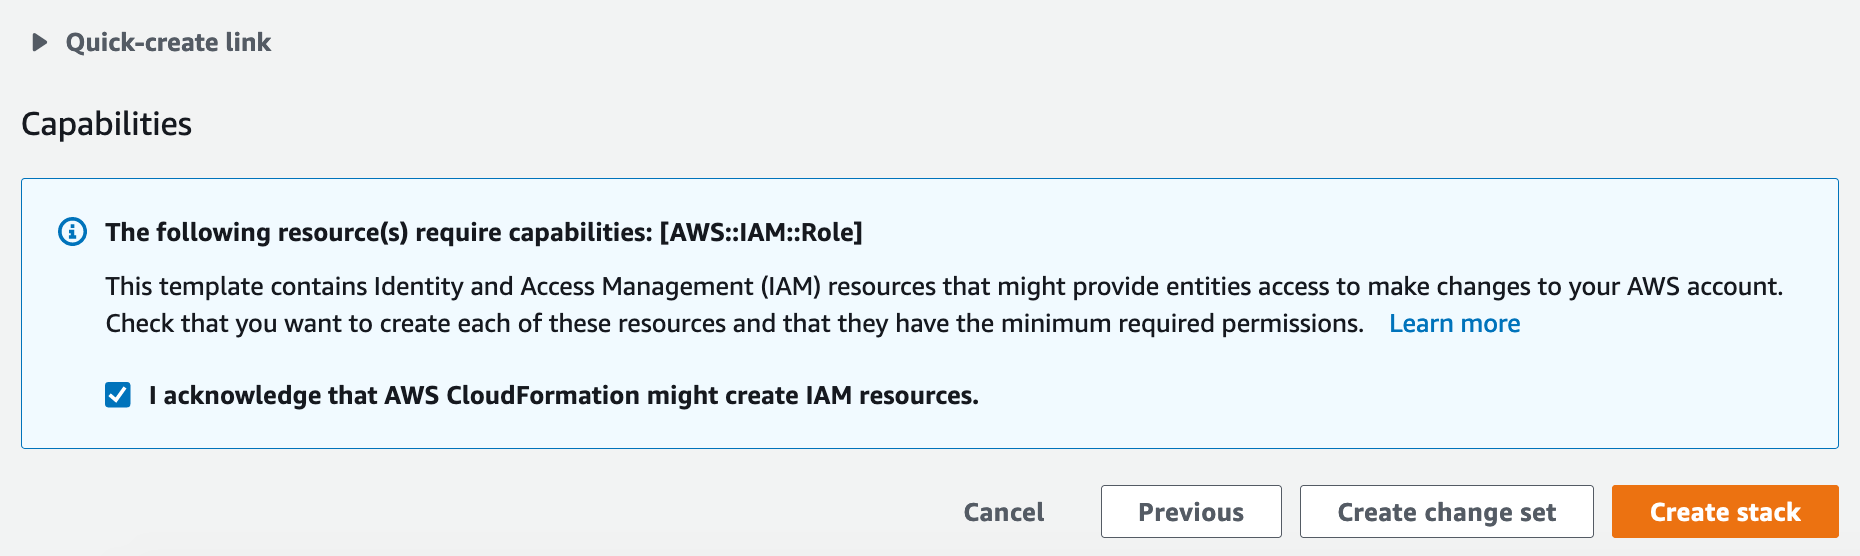 Quick-create link
Capabilities
The following resource(s) require capabilities: [AWS::IAM::Role]
This template contains Identity and Access Management (IAM) resources that might provide entities access to make changes to your AWS account.
Check that you want to create each of these resources and that they have the minimum required permissions. Learn more
I acknowledge that AWS CloudFormation might create IAM resources.
Cancel Previous Create change set Create stack